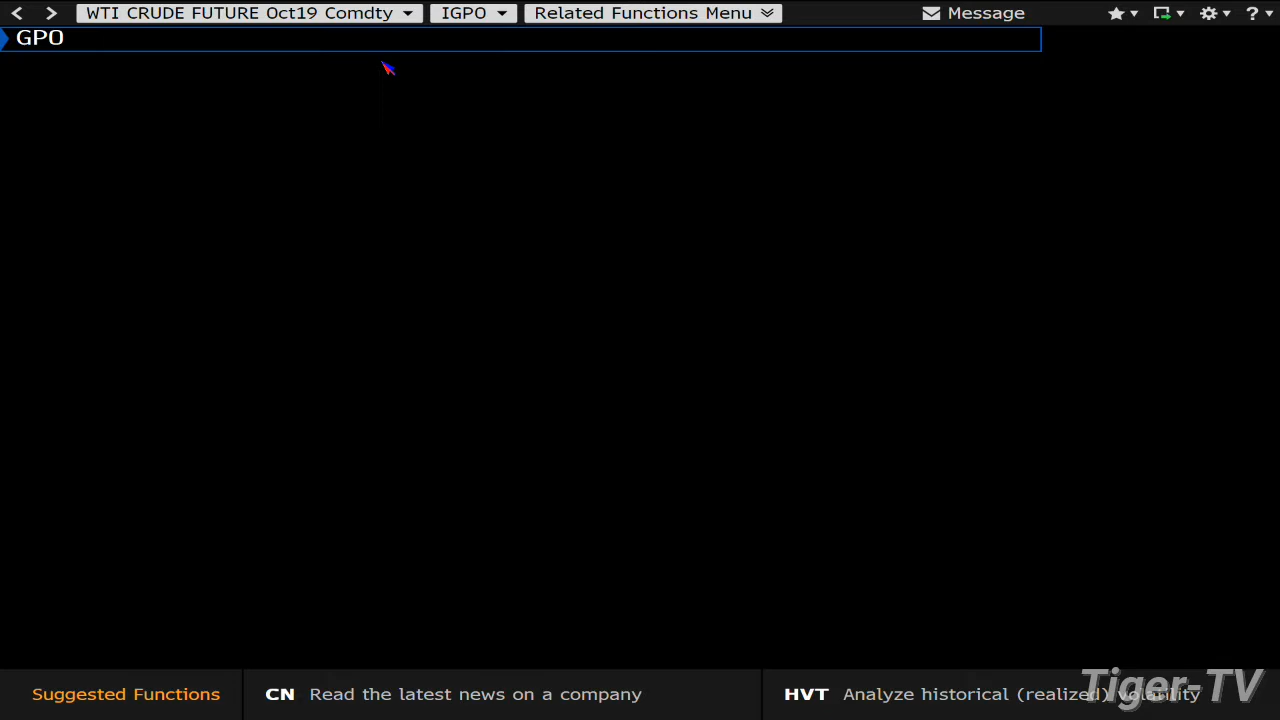 WTI CRUDE FUTURE Oct19 Comdty IGPO Related Functions Menu Message ?
GPO
Suggested Functions CN Read the latest news on a company HVT Analyze historical (realized) volatility
Tiger-TV